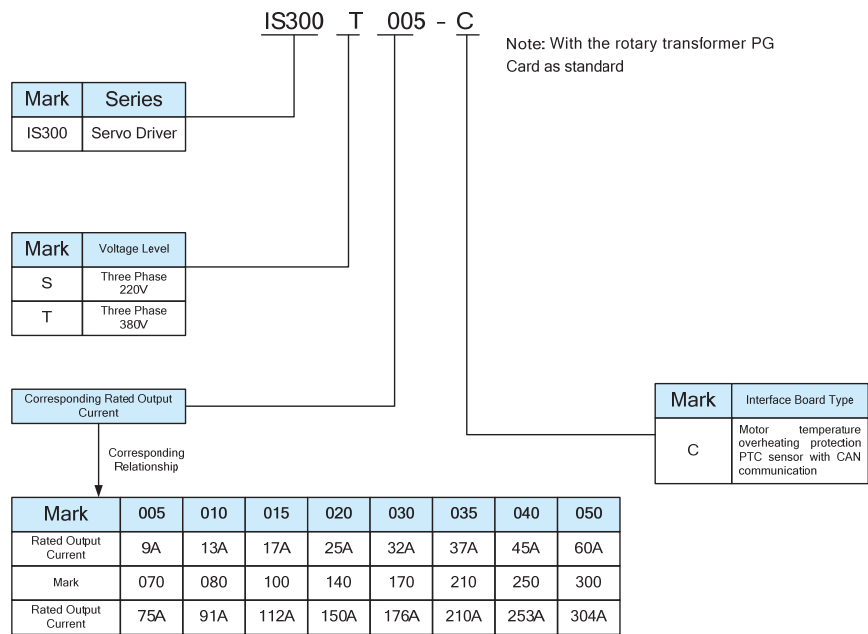 IS300 T 005 - C
Note: With the rotary transformer PG
Card as standard
Mark Series
IS300 Servo Driver
Mark Voltage Level
S Three Phase
220V
T Three Phase
380V
Corresponding Rated Output
Current
Corresponding
Relationship
Mark Interface Board Type
C Motor temperature
overheating protection
PTC sensor with CAN
communication
Mark 005 010 015 020 030 035 040 050
Rated Output
Current 9A 13A 17A 25A 32A 37A 45A 60A
Mark 070 080 100 140 170 210 250 300
Rated Output
Current 75A 91A 112A 150A 176A 210A 253A 304A